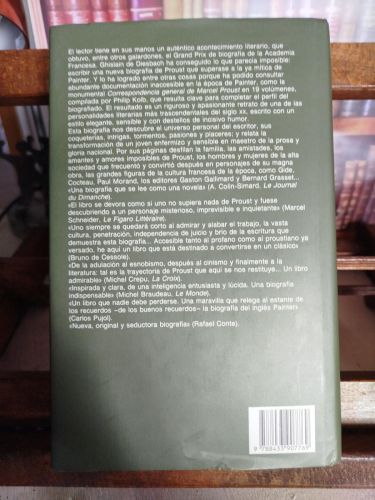 El lector tiene en sus manos un auténtico acontecimiento literario, que
obtuvo, entre otros galardones, el Grand Prix de biografía de la Academia
Francesa. Ghislain de Diesbach ha conseguido lo que parecía imposible:
escribir una nueva biografía de Proust que superase a la ya mítica de
Painter. Y lo ha logrado entre otras cosas porque ha podido consultar
abundante documentación inaccesible en la época de Painter, como la
monumental Correspondencia general de Marcel Proust en 19 volúmenes,
compilada por Philip Kolb, que resulta clave para completar el perfil del
biografiado. El resultado es un riguroso y apasionante retrato de una de las
personalidades literarias más trascendentales del siglo xx, escrito con un
estilo elegante, sensible y con destellos de incisivo humor.
Esta biografía nos descubre el universo personal del escritor, sus
coqueterías, intrigas, tormentos, pasiones y placeres; y relata la
transformación de un joven enfermizo y sensible en maestro de la prosa y
gloria nacional. Por sus páginas desfilan la familia, las amistades, los
amantes y amores imposibles de Proust, los hombres y mujeres de la alta
sociedad que frecuentó y convirtió después en personajes de su magna
obra, las grandes figuras de la cultura francesa de la época, como Gide,
Cocteau, Paul Morand, los editores Gaston Gallimard y Bernard Grasset...
«Una biografía que se lee como una novela» (A. Colin-Simard. Le Journal
du Dimanche).
«El libro se devora como si uno no supiera nada de Proust y fuese
descubriendo a un personaje misterioso, imprevisible e inquietante» (Marcel
Schneider, Le Figaro Littéraire).
«Uno siempre se quedará corto al admirar y alabar el trabajo, la vasta
cultura, penetración, independencia de juicio y brío de la escritura que
demuestra esta biografía... Accesible tanto al profano como al proustiano ya
versado, he aquí un libro que está destinado a convertirse en un clásico»
(Bruno de Cessole).
«De la adulación al esnobismo, después al cinismo y finalmente a la
literatura; tal es la trayectoria de Proust que aquí se nos restituye... Un libro
admirable» (Michel Crépu, La Croix).
«Inspirada y clara, de una inteligencia entusiasta y lúcida. Una biografía
indispensable» (Michel Braudeau, Le Monde).
«Un libro que nadie debe perderse. Una maravilla que relega al estante de
los recuerdos –de los buenos recuerdos– la biografía del inglés Painter»
(Carlos Pujol).
«Nueva, original y seductora biografía» (Rafael Conte).
9 788433 907769